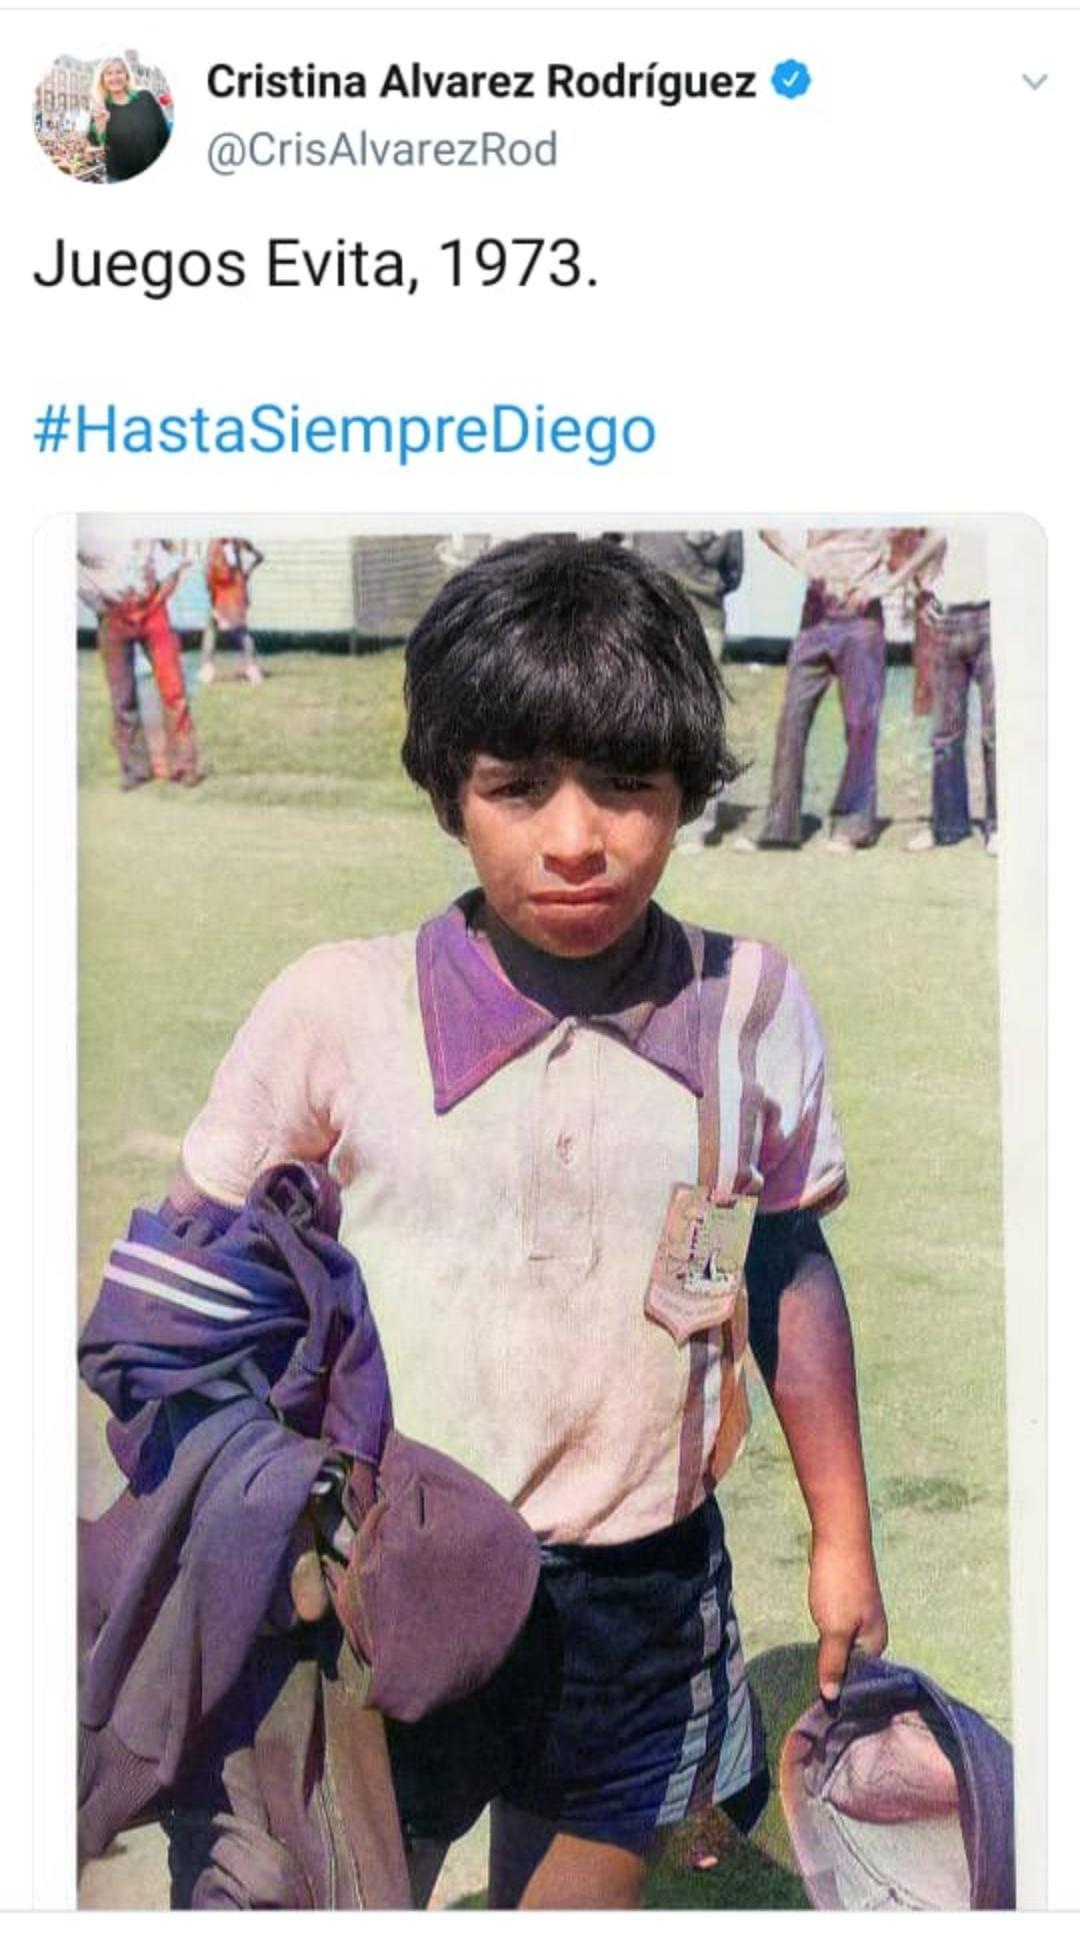 Cristina Alvarez Rodríguez
@CrisAlvarezRod
Juegos Evita, 1973.
#HastaSiempreDiego